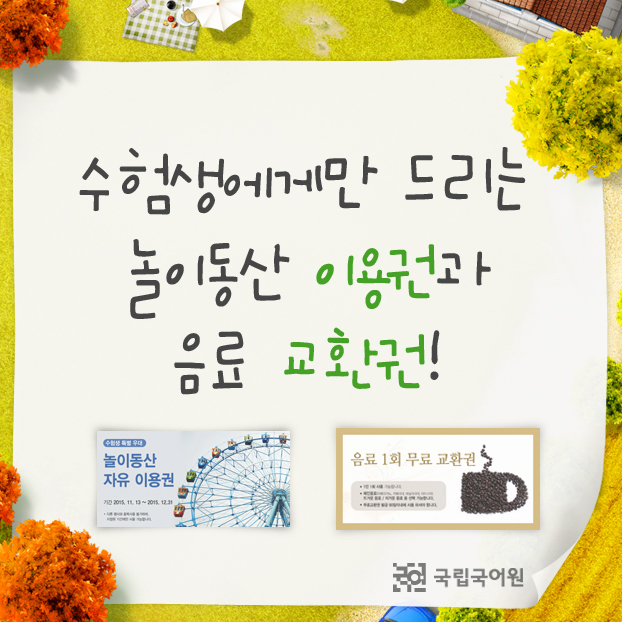 수험생에게만 드리는
놀이동산 이용권과
음료 교환권!
수험생 특별 우대
놀이동산
자유 이용권
기간 2015. 11. 13 ~ 2015. 12.31
음료 1회 무료 교환권
국립국어원